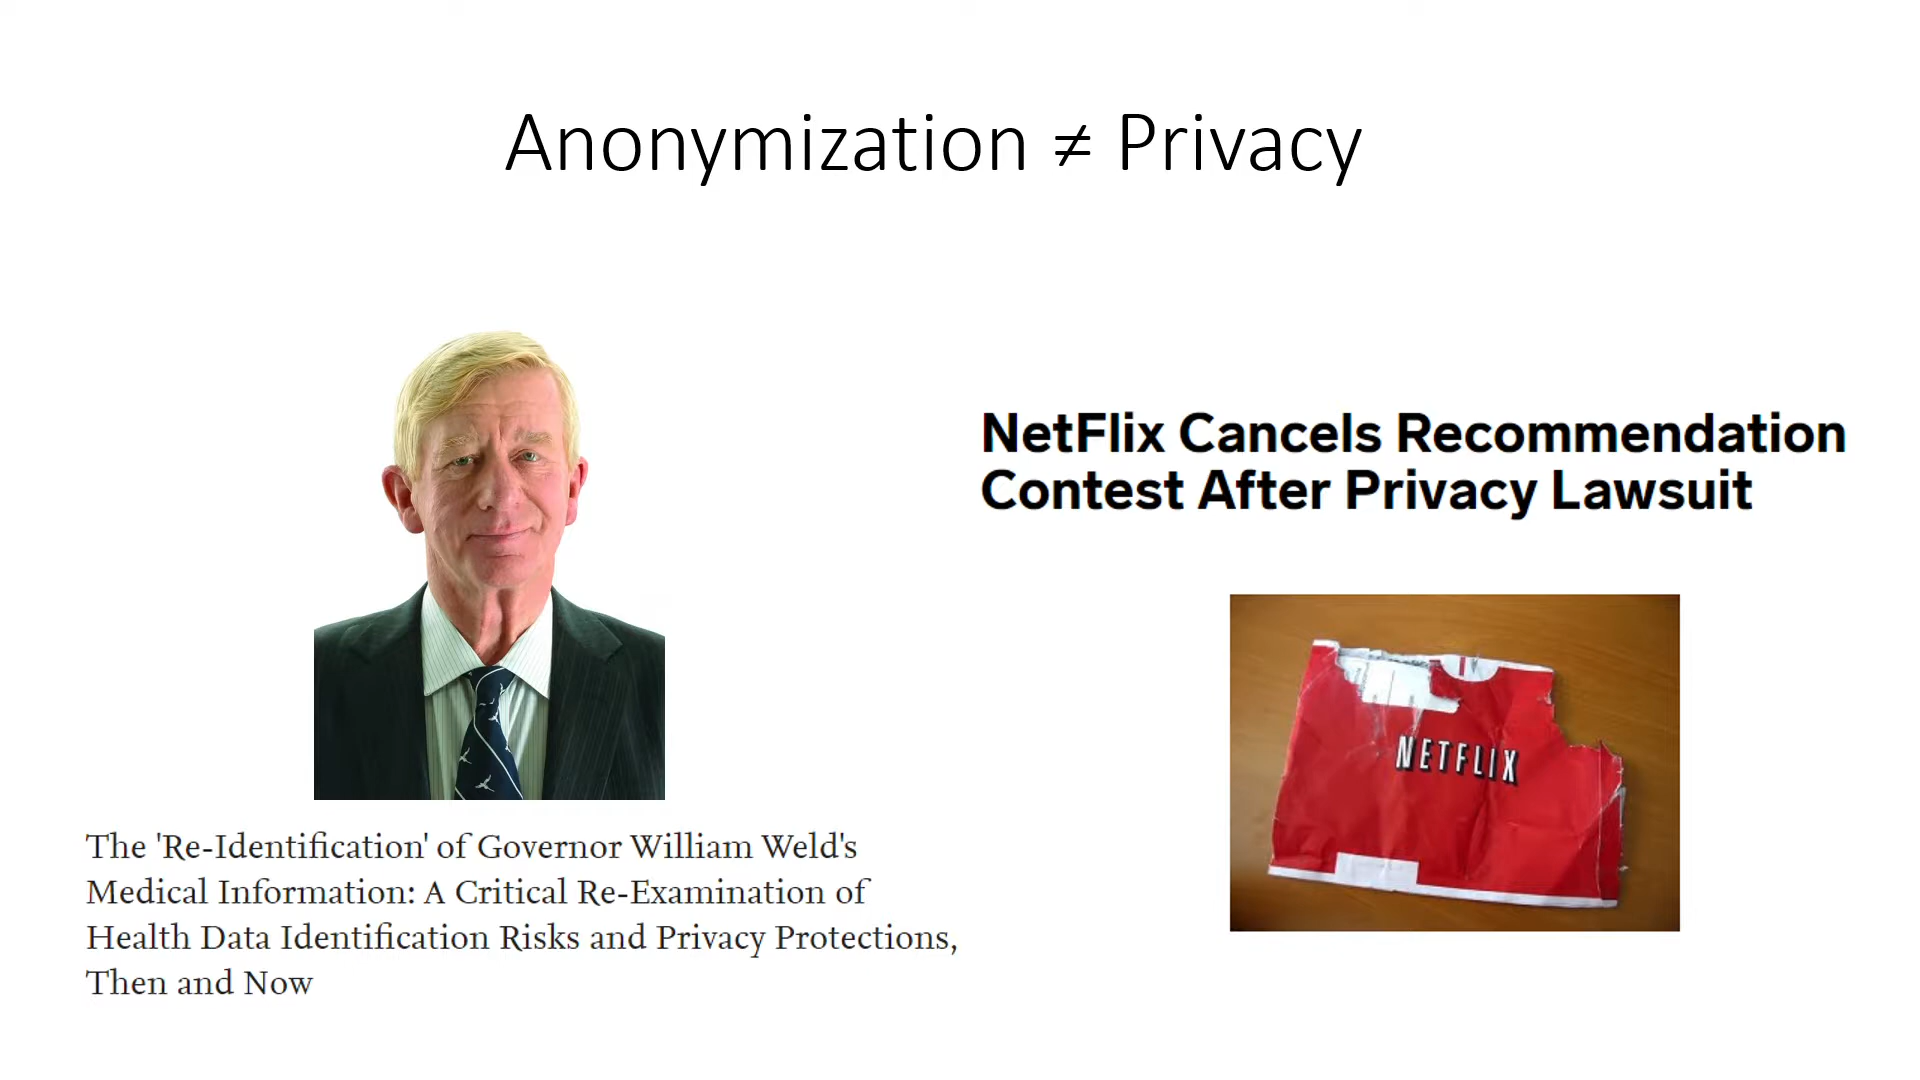 Anonymization ≠ Privacy
NetFlix Cancels Recommendation
Contest After Privacy Lawsuit
NETFLIX
The 'Re-Identification' of Governor William Weld's
Medical Information: A Critical Re-Examination of
Health Data Identification Risks and Privacy Protections,
Then and Now